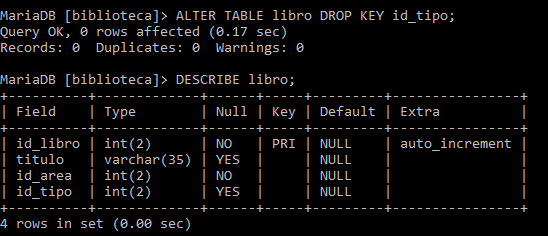 MariaDB [biblioteca]> ALTER TABLE libro DROP KEY id_tipo;
Query OK, 0 rows affected (0.17 sec)
Records: 0  Duplicates: 0  Warnings: 0

MariaDB [biblioteca]> DESCRIBE libro;
+----------+-------------+------+-----+---------+----------------+
| Field    | Type        | Null | Key | Default | Extra          |
+----------+-------------+------+-----+---------+----------------+
| id_libro | int(2)      | NO   | PRI | NULL    | auto_increment |
| titulo   | varchar(35) | YES  |     | NULL    |                |
| id_area  | int(2)      | NO   |     | NULL    |                |
| id_tipo  | int(2)      | YES  |     | NULL    |                |
+----------+-------------+------+-----+---------+----------------+
4 rows in set (0.00 sec)